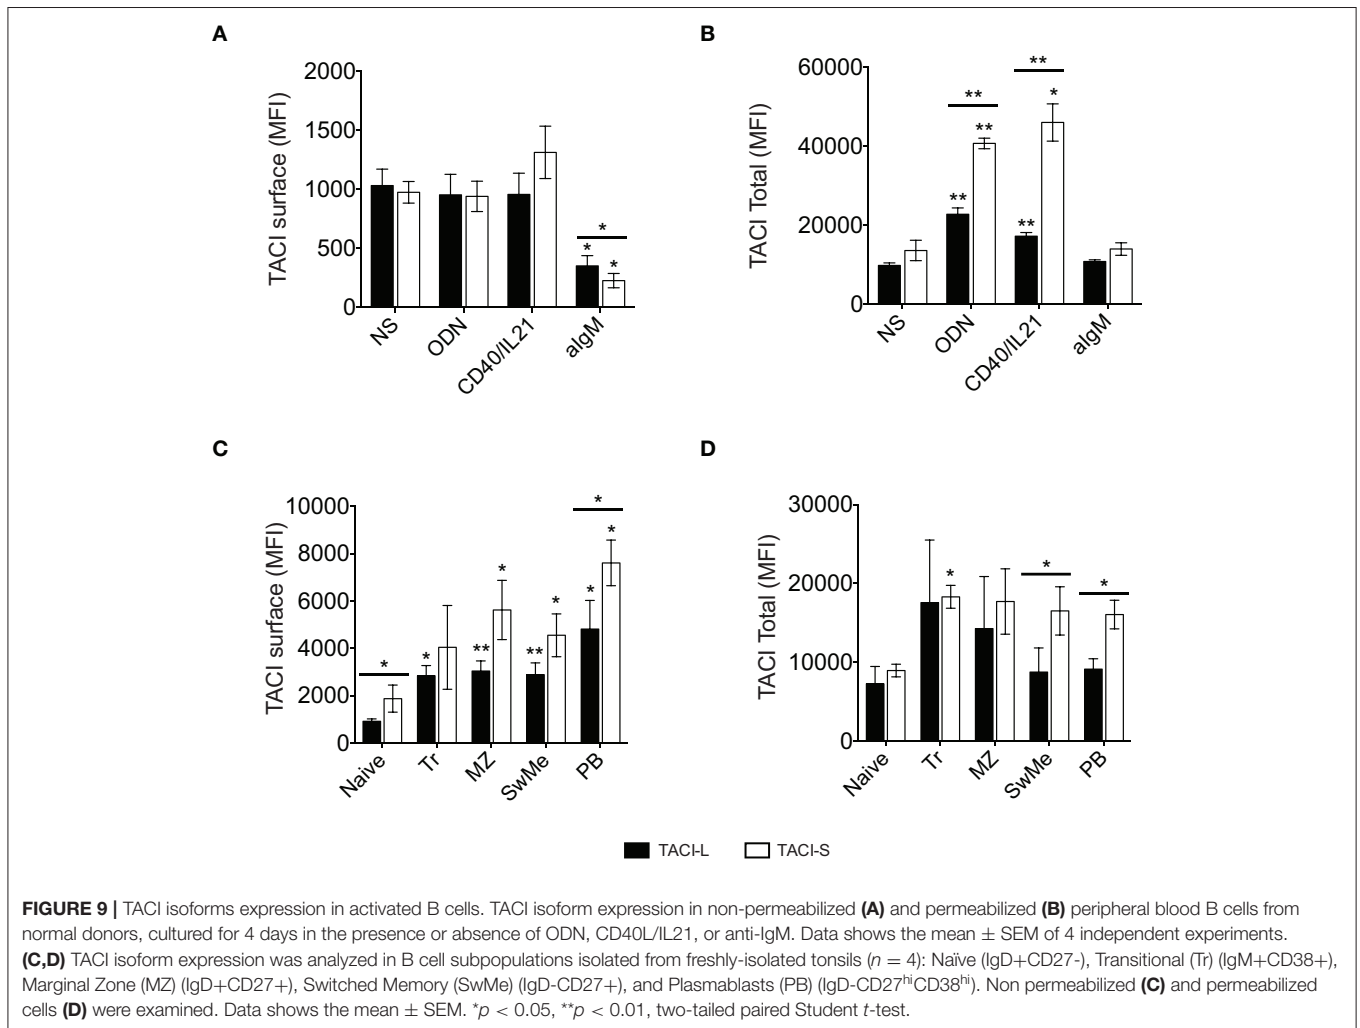 A
TACI surface (MFI)
2000
1500
1000
500
0
*
*
*
NS
ODN
CD40/IL21
aIgM
B
TACI Total (MFI)
60000
40000
20000
0
**
**
**
**
*
**
NS
ODN
CD40/IL21
aIgM
C
TACI surface (MFI)
10000
8000
6000
4000
2000
0
*
*
**
*
**
*
*
*
*
Naive
Tr
MZ
SwMe
PB
D
TACI Total (MFI)
30000
20000
10000
0
*
*
*
Naive
Tr
MZ
SwMe
PB
TACI-L TACI-S
FIGURE 9 | TACI isoforms expression in activated B cells. TACI isoform expression in non-permeabilized (A) and permeabilized (B) peripheral blood B cells from
normal donors, cultured for 4 days in the presence or absence of ODN, CD40L/IL21, or anti-IgM. Data shows the mean ± SEM of 4 independent experiments.
(C,D) TACI isoform expression was analyzed in B cell subpopulations isolated from freshly-isolated tonsils (n = 4): Naïve (IgD+CD27-), Transitional (Tr) (IgM+CD38+),
Marginal Zone (MZ) (IgD+CD27+), Switched Memory (SwMe) (IgD-CD27+), and Plasmablasts (PB) (IgD-CD27hiCD38hi). Non permeabilized (C) and permeabilized
cells (D) were examined. Data shows the mean ± SEM. *p < 0.05, **p < 0.01, two-tailed paired Student t-test.